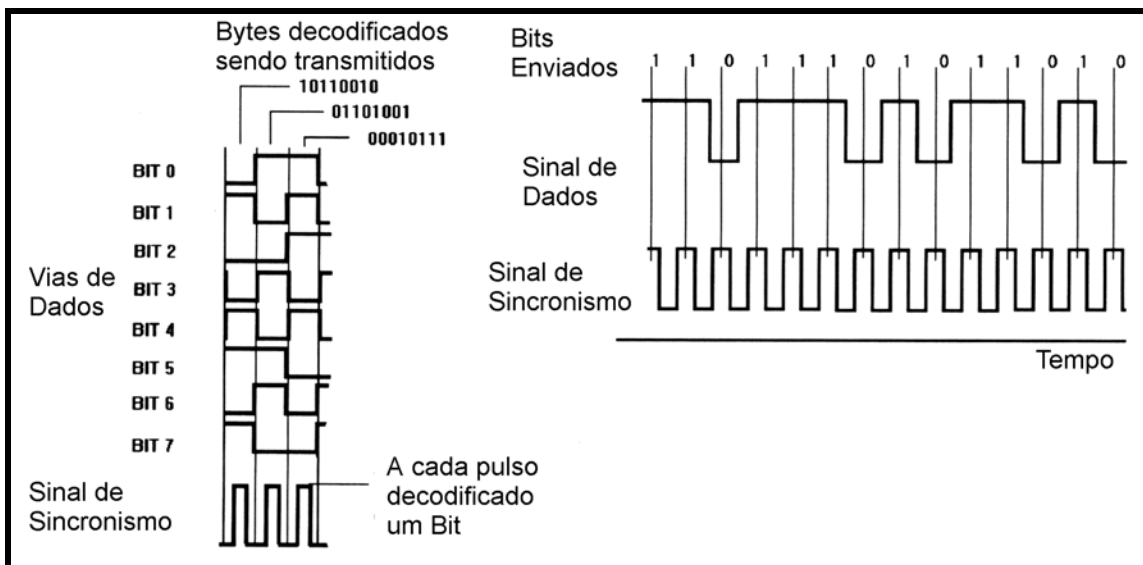 Bytes decodificados
sendo transmitidos
10110010
01101001
00010111
BIT 0
BIT 1
BIT 2
BIT 3
BIT 4
BIT 5
BIT 6
BIT 7
Vias de
Dados
Sinal de
Sincronismo
A cada pulso
decodificado
um Bit
Bits
Enviados
1 1 0 1 1 1 0 1 0 1 1 0 1 0
Sinal de
Dados
Sinal de
Sincronismo
Tempo